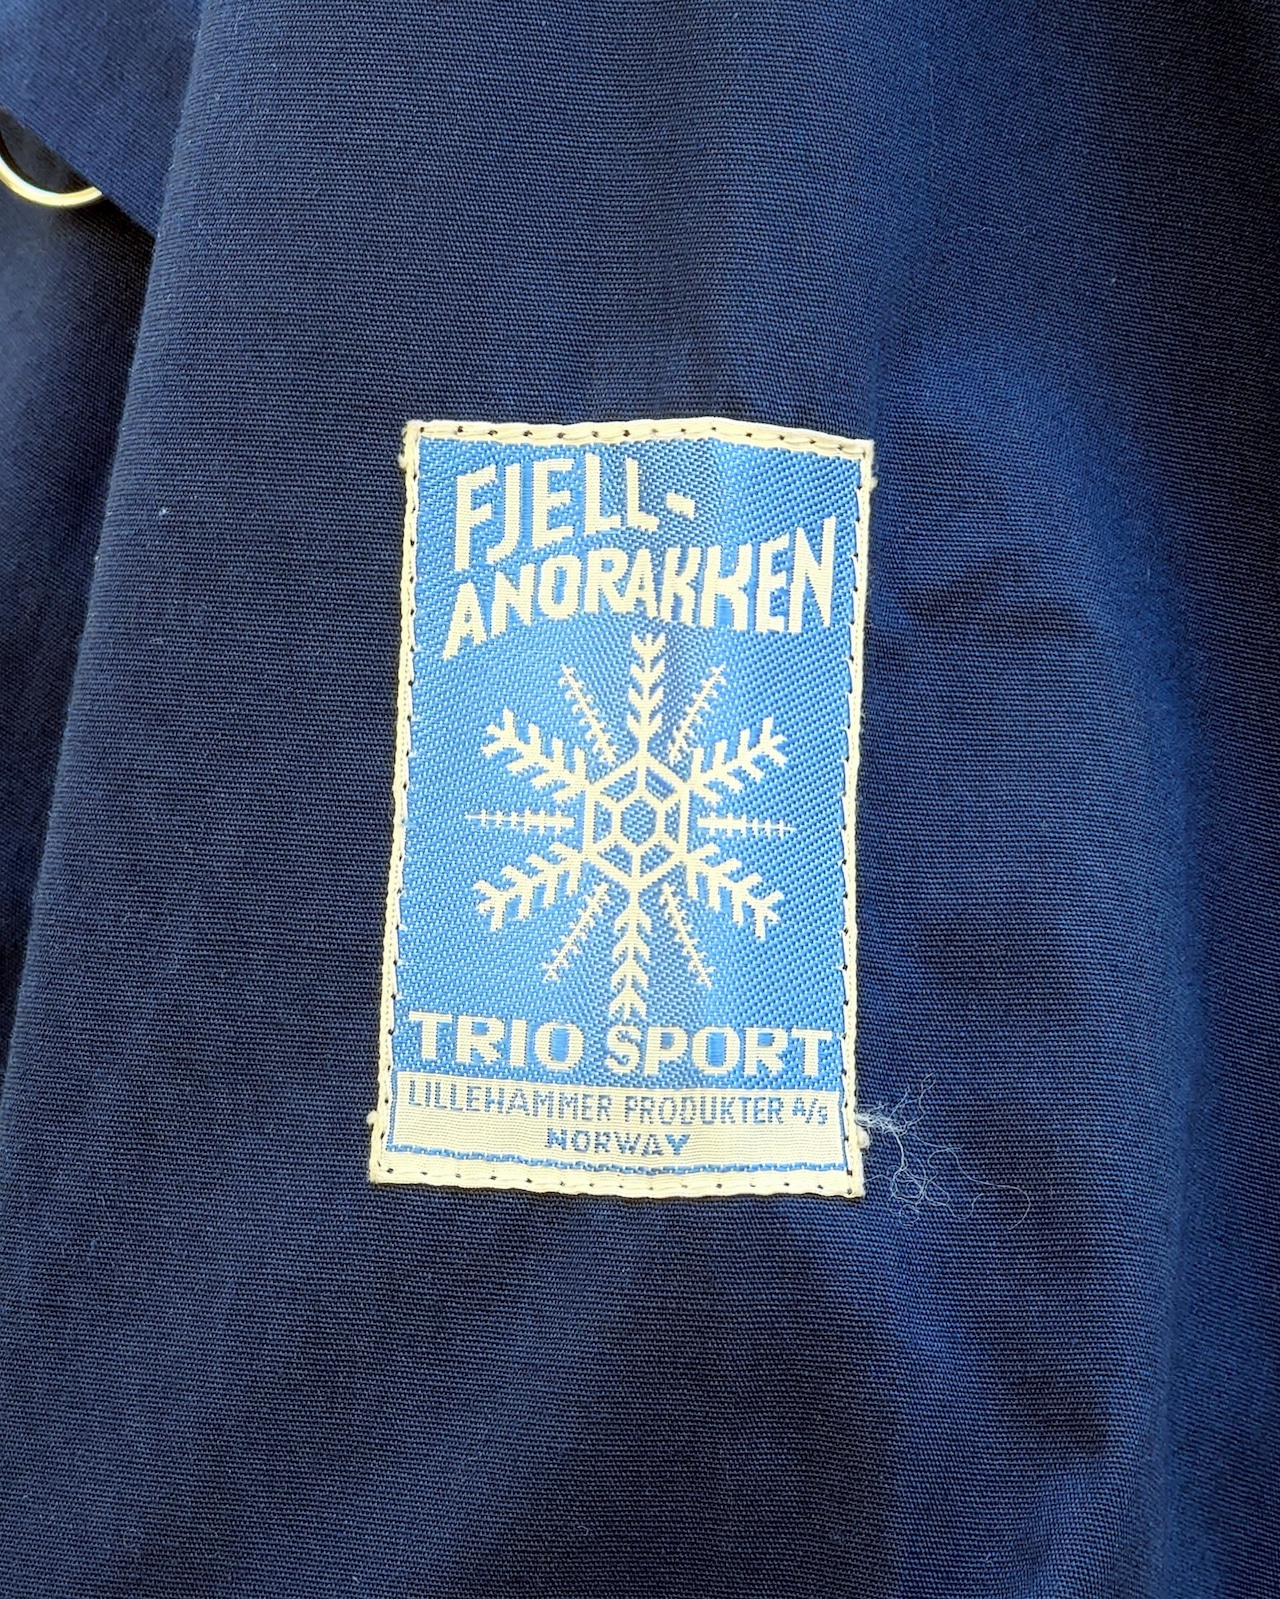 FJELL-
ANORAKKEN
TRIO SPORT
LILLEHAMMER PRODUKTER A/S
NORWAY